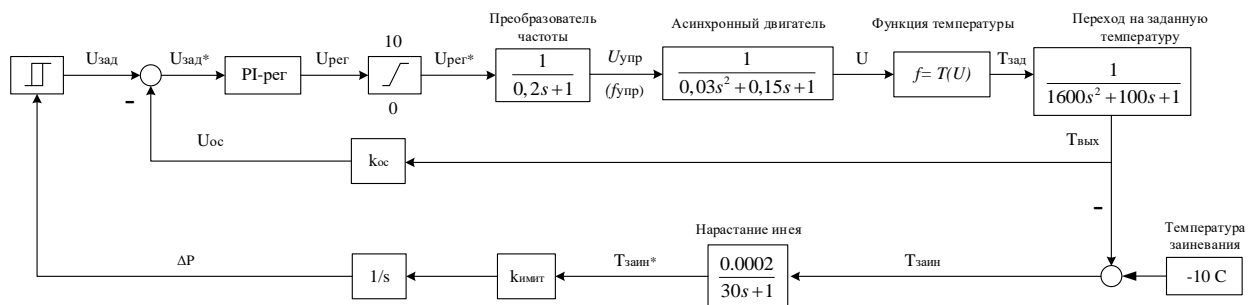 Преобразователь
частоты
Асинхронный двигатель
Функция температуры
Переход на заданную
температуру
Uзад
Uзад*
PI-рег
Uрег
10
0
Uрег*
1
0,2s+1
Uупр
(fупр)
1
0,03s²+0,15s+1
U
f= T(U)
Tзад
1
1600s²+100s+1
-
Uос
kос
Tвых
-
Нарастание инея
Температура
заиневания
ΔP
1/s
kимит
Tзаин*
0.0002
30s+1
Tзаин
-10 C